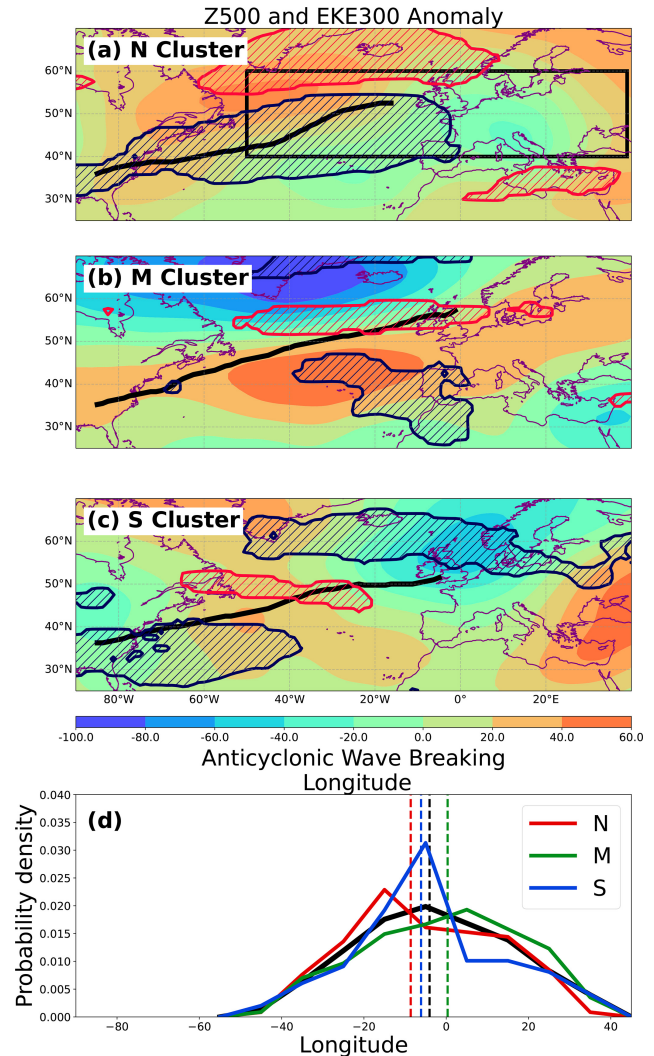 Z500 and EKE300 Anomaly
(a) N Cluster
60°N
50°N
40°N
30°N
(b) M Cluster
60°N
50°N
40°N
30°N
(c) S Cluster
60°N
50°N
40°N
30°N
80°W 60°W 40°W 20°W 0° 20°E
-100.0 -80.0 -60.0 -40.0 -20.0 0.0 20.0 40.0 60.0
Anticyclonic Wave Breaking
Longitude
(d)
N
M
S
Probability density
0.040
0.035
0.030
0.025
0.020
0.015
0.010
0.005
0.000
−80 −60 −40 −20 0 20 40
Longitude